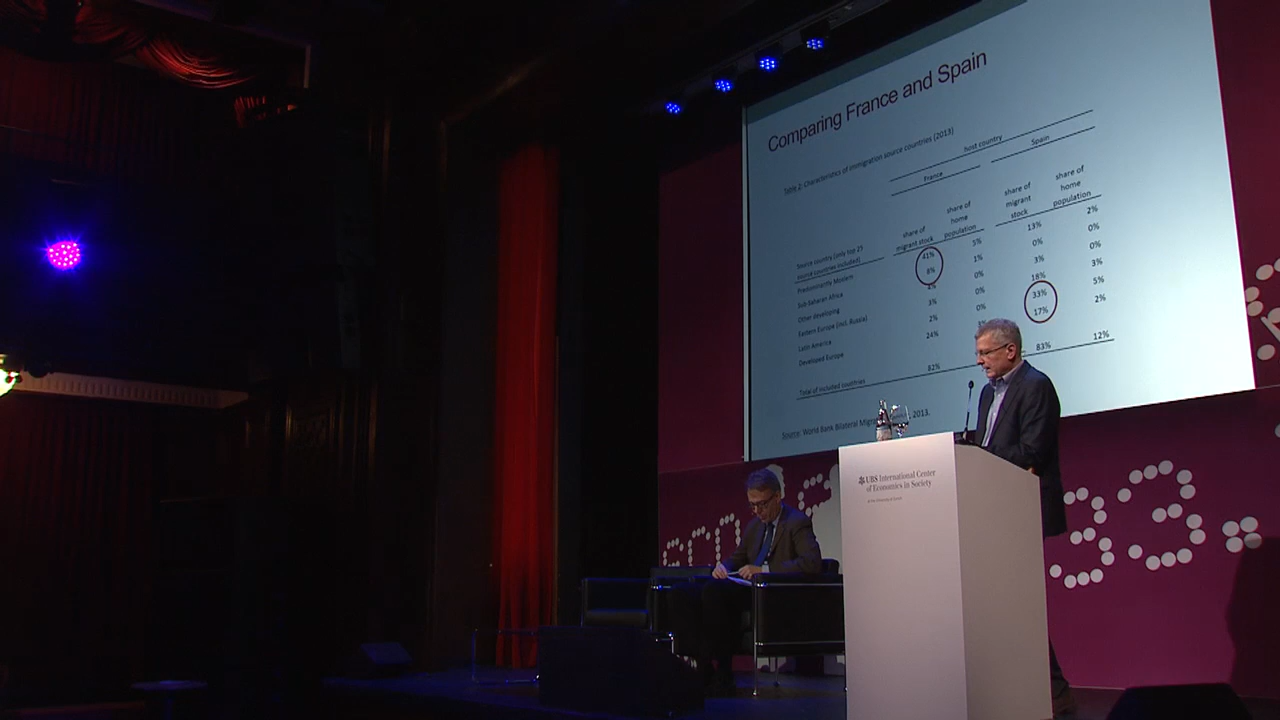 Comparing France and Spain
Table 2: Characteristics of immigration source countries (2013)
host country
France Spain
share of migrant stock share of home population share of migrant stock share of home population
Source country (only top 25 source countries included)
Predominantly Moslem 41% 5% 13% 2%
Sub-Saharan Africa 8% 1% 0% 0%
Other developing 0% 3% 0%
Eastern Europe (incl. Russia) 3% 0% 18% 3%
Latin America 2% 0% 33% 5%
Developed Europe 24% 17% 2%
Total of included countries 82% 83% 12%
Source: World Bank Bilateral 2013.
UBS International Center
of Economics in Society